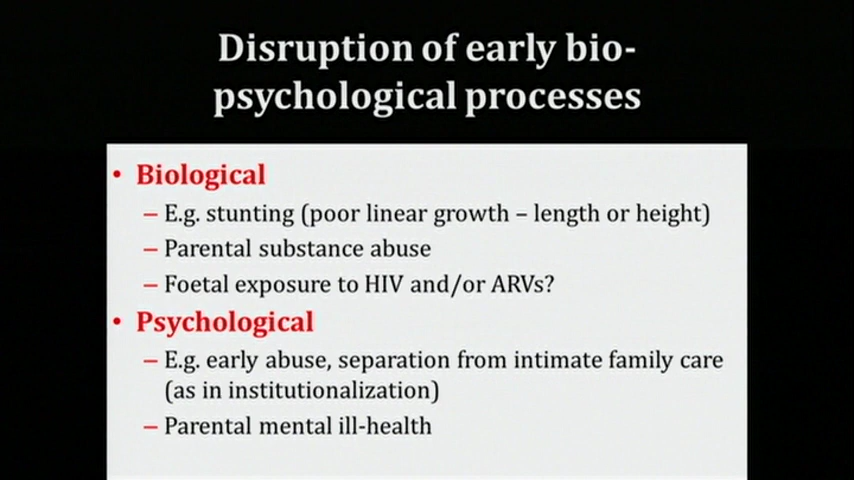 Disruption of early bio-
psychological processes
• Biological
– E.g. stunting (poor linear growth – length or height)
– Parental substance abuse
– Foetal exposure to HIV and/or ARVs?
• Psychological
– E.g. early abuse, separation from intimate family care
(as in institutionalization)
– Parental mental ill-health